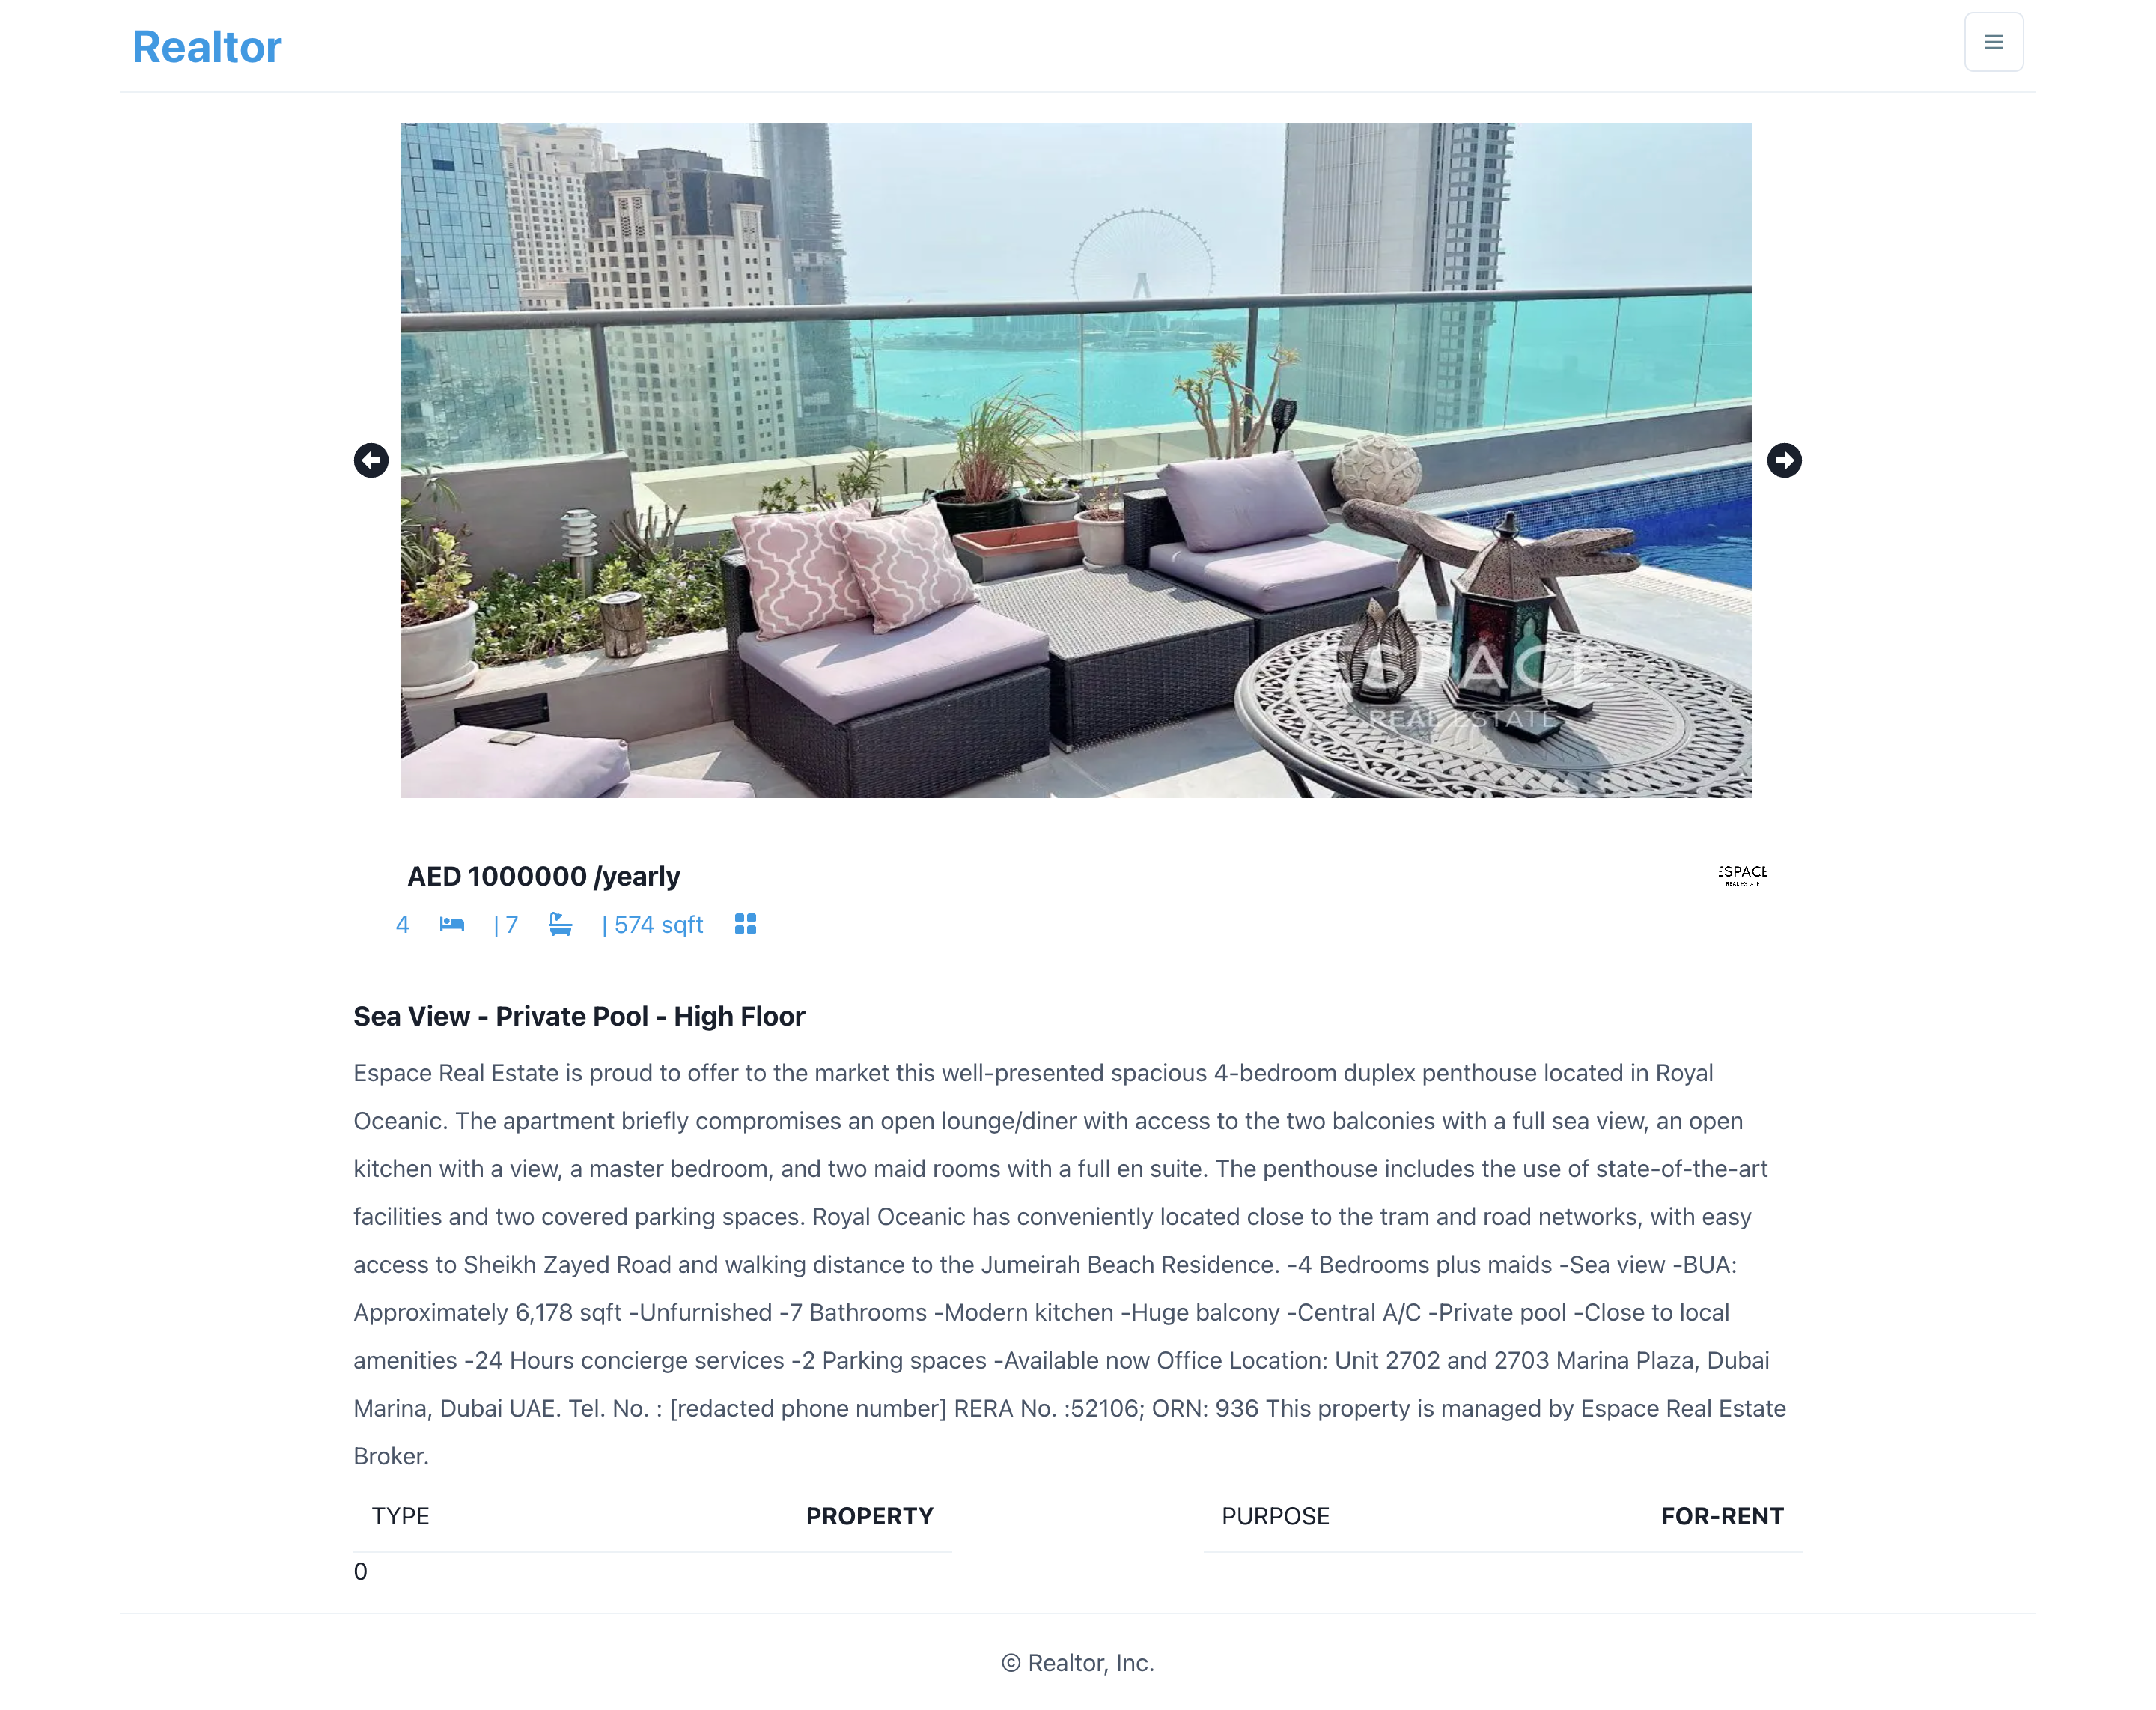 Realtor
ESPACE
REAL ESTATE
AED 1000000 /yearly
ESPACE
4 | 7 | 574 sqft
Sea View - Private Pool - High Floor
Espace Real Estate is proud to offer to the market this well-presented spacious 4-bedroom duplex penthouse located in Royal
Oceanic. The apartment briefly compromises an open lounge/diner with access to the two balconies with a full sea view, an open
kitchen with a view, a master bedroom, and two maid rooms with a full en suite. The penthouse includes the use of state-of-the-art
facilities and two covered parking spaces. Royal Oceanic has conveniently located close to the tram and road networks, with easy
access to Sheikh Zayed Road and walking distance to the Jumeirah Beach Residence. -4 Bedrooms plus maids -Sea view -BUA:
Approximately 6,178 sqft -Unfurnished -7 Bathrooms -Modern kitchen -Huge balcony -Central A/C -Private pool -Close to local
amenities -24 Hours concierge services -2 Parking spaces -Available now Office Location: Unit 2702 and 2703 Marina Plaza, Dubai
Marina, Dubai UAE. Tel. No. : [redacted phone number] RERA No. :52106; ORN: 936 This property is managed by Espace Real Estate
Broker.
TYPE PROPERTY PURPOSE FOR-RENT
0
© Realtor, Inc.